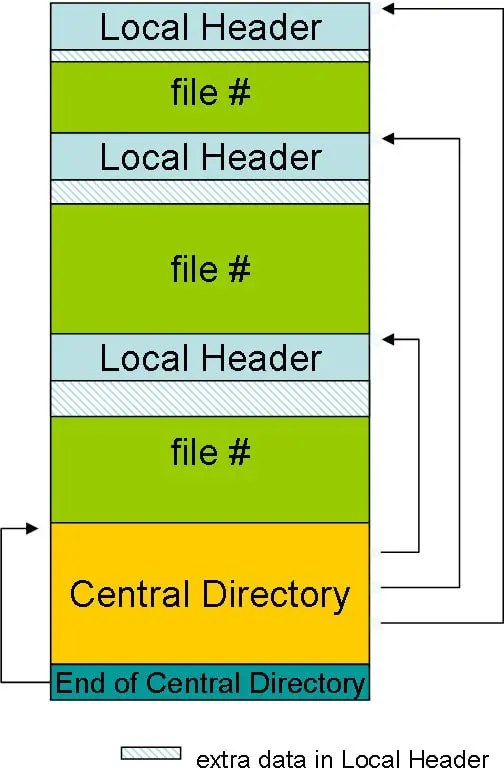 Local Header
file #
Local Header
file #
Local Header
file #
Central Directory
End of Central Directory
extra data in Local Header